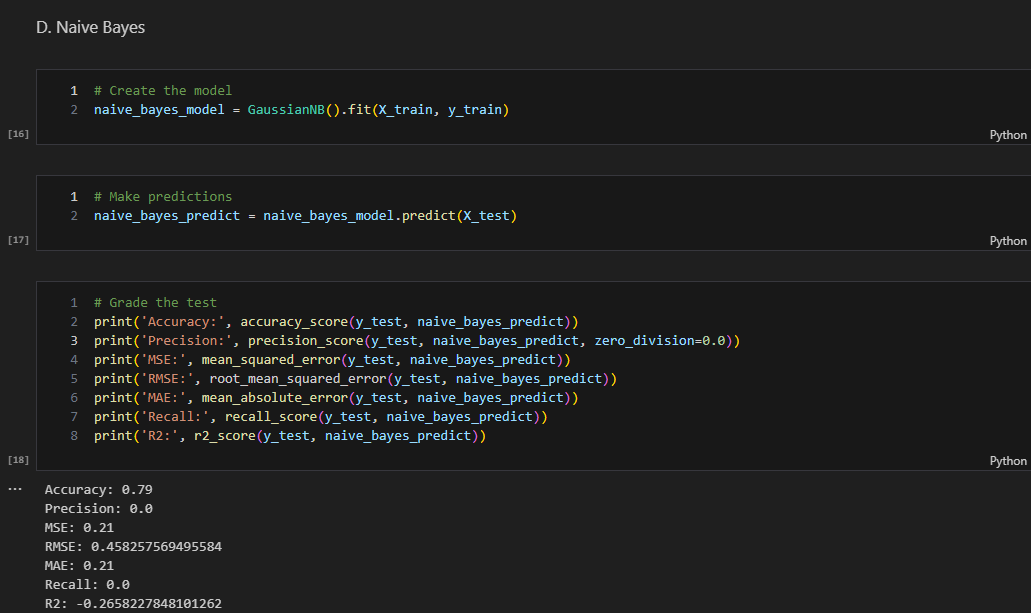 D. Naive Bayes
1 # Create the model
2 naive_bayes_model = GaussianNB().fit(X_train, y_train)
[16]
Python
1 # Make predictions
2 naive_bayes_predict = naive_bayes_model.predict(X_test)
[17]
Python
1 # Grade the test
2 print('Accuracy:', accuracy_score(y_test, naive_bayes_predict))
3 print('Precision:', precision_score(y_test, naive_bayes_predict, zero_division=0.0))
4 print('MSE:', mean_squared_error(y_test, naive_bayes_predict))
5 print('RMSE:', root_mean_squared_error(y_test, naive_bayes_predict))
6 print('MAE:', mean_absolute_error(y_test, naive_bayes_predict))
7 print('Recall:', recall_score(y_test, naive_bayes_predict))
8 print('R2:', r2_score(y_test, naive_bayes_predict))
[18]
Python
... Accuracy: 0.79
Precision: 0.0
MSE: 0.21
RMSE: 0.458257569495584
MAE: 0.21
Recall: 0.0
R2: -0.2658227848101262